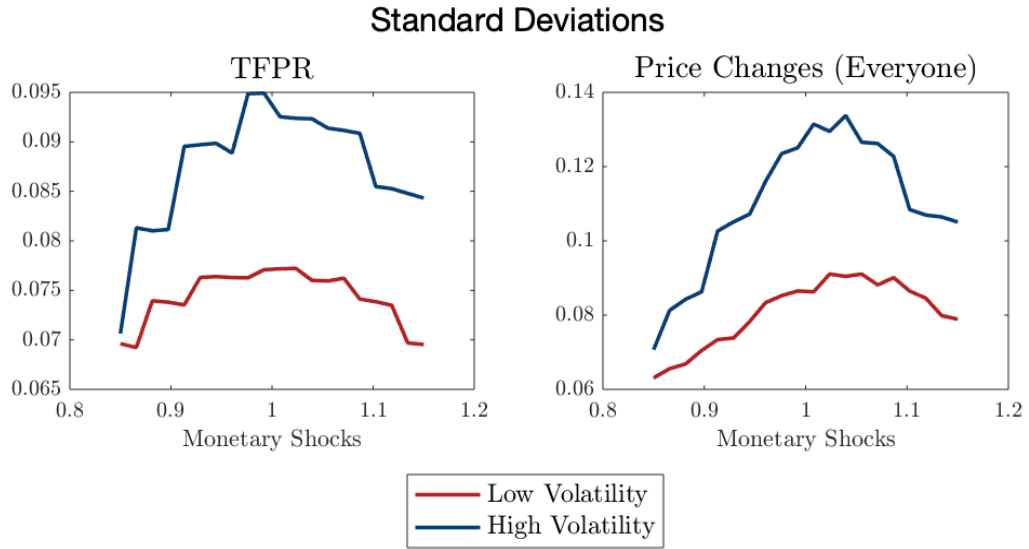 Standard Deviations
TFPR
0.095
0.09
0.085
0.08
0.075
0.07
0.065
0.8 0.9 1 1.1 1.2
Monetary Shocks
Price Changes (Everyone)
0.14
0.12
0.1
0.08
0.06
0.8 0.9 1 1.1 1.2
Monetary Shocks
Low Volatility
High Volatility